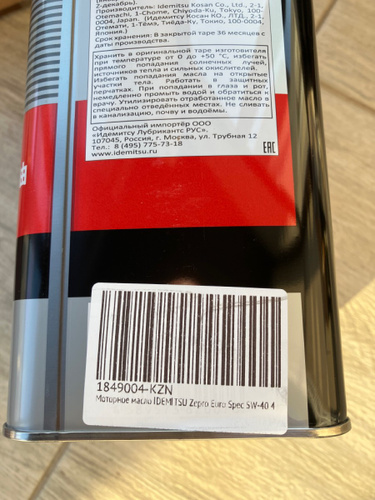 Z-декабрь).
Производитель: Idemitsu Kosan Co., Ltd., 2-1,
Otemachi, 1-Chome, Chiyoda-Ku, Tokyo, 100-
0004, Japan. (Идемитсу Косан КО., ЛТД., 2-1,
Отемати, 1-Тёмэ, Тиёда-Ку, Токио, 100-0004,
Япония.)
Срок хранения: В закрытой таре 36 месяцев с
даты производства.
Хранить в оригинальной таре изготовителя
при температуре от 0 до +50 °С, избегать
прямого попадания солнечных лучей,
источников тепла и сильных окислителей.
Избегать попадания масла на открытые
участки тела. Работать в защитных
перчатках. При попадании в глаза и рот,
немедленно промыть водой и обратиться к
врачу. Утилизировать отработанное масло в
специально отведённых местах. Не сливать
в канализацию, почву и водоёмы.
Официальный импортёр ООО
«Идемитсу Лубрикантс РУС».
107045, Россия, г. Москва, ул. Трубная 12
Тел.: 8 (495) 775-73-18
www.idemitsu.ru
EAC
1849004-KZN
Моторное масло IDEMITSU Zepro Euro Spec 5W-40 4